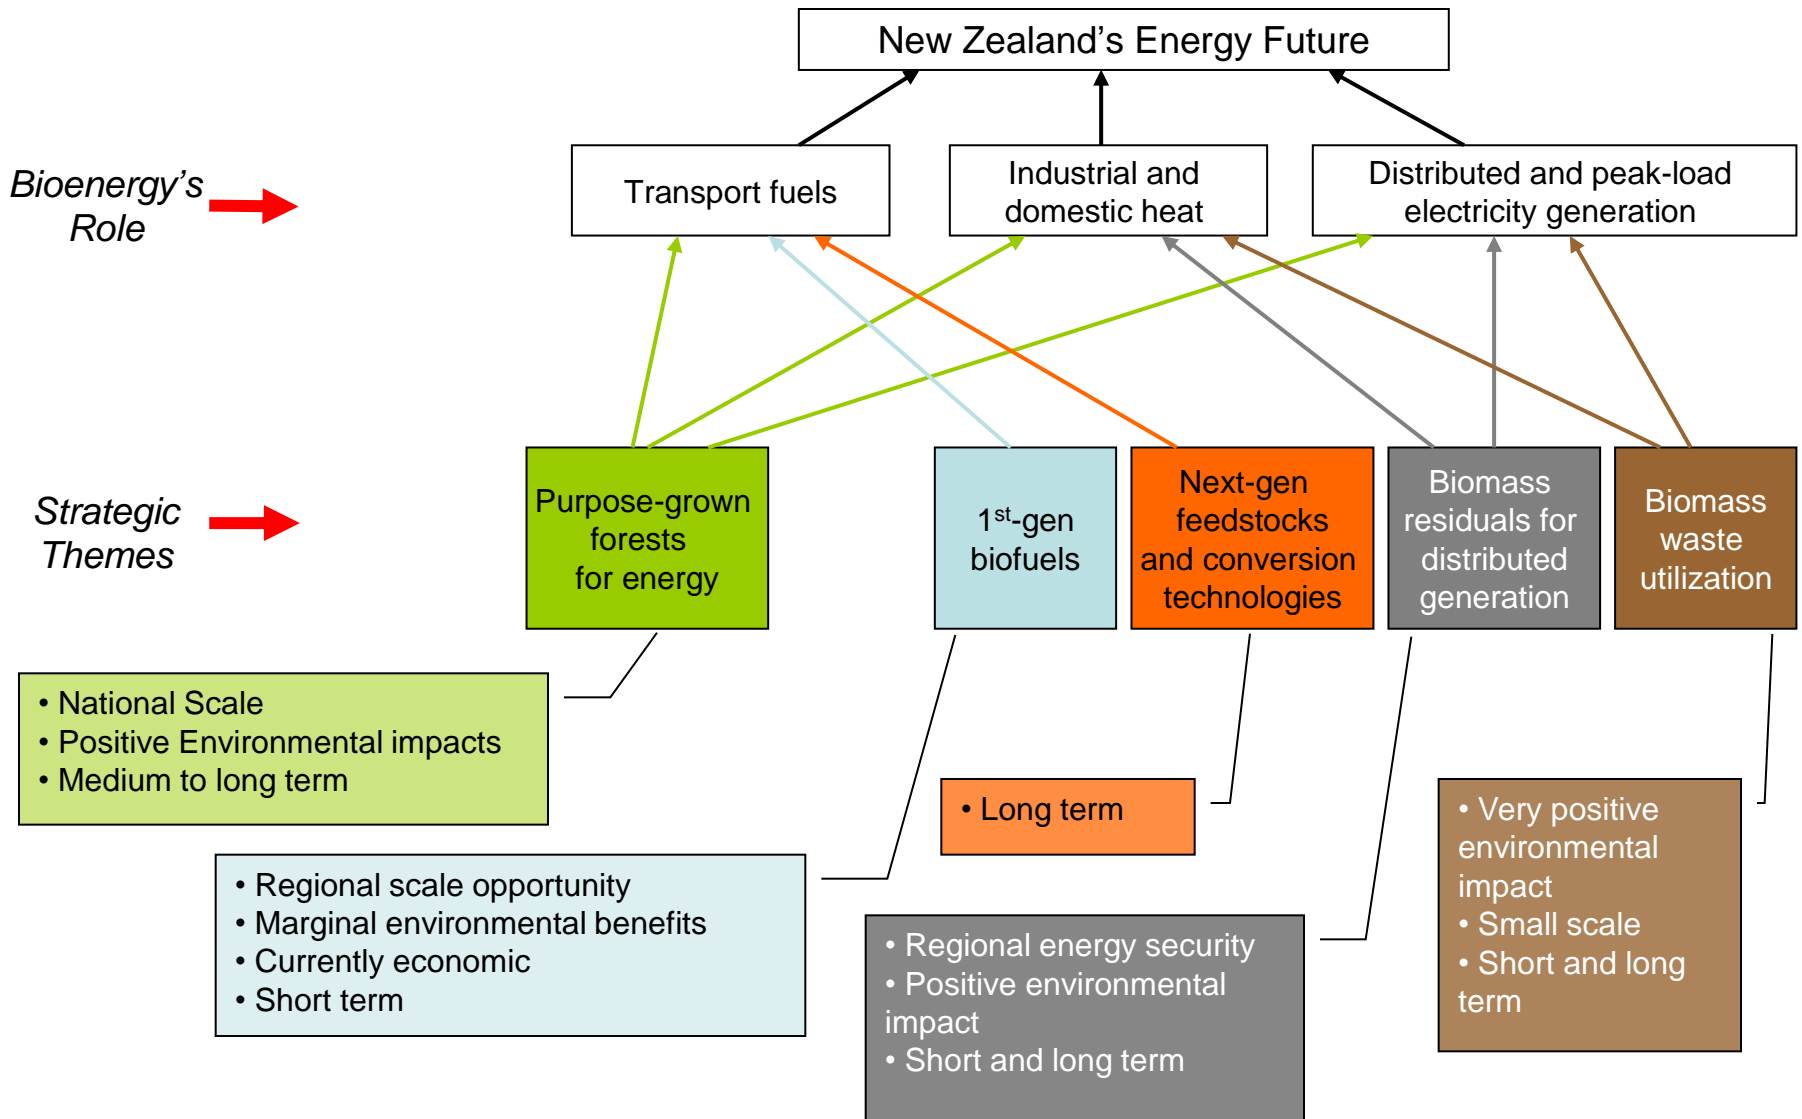 New Zealand’s Energy Future
Bioenergy’s
Role
Transport fuels
Industrial and
domestic heat
Distributed and peak-load
electricity generation
Strategic
Themes
Purpose-grown
forests
for energy
1st-gen
biofuels
Next-gen
feedstocks
and conversion
technologies
Biomass
residuals for
distributed
generation
Biomass
waste
utilization
• National Scale
• Positive Environmental impacts
• Medium to long term
• Regional scale opportunity
• Marginal environmental benefits
• Currently economic
• Short term
• Long term
• Regional energy security
• Positive environmental
impact
• Short and long term
• Very positive
environmental
impact
• Small scale
• Short and long
term